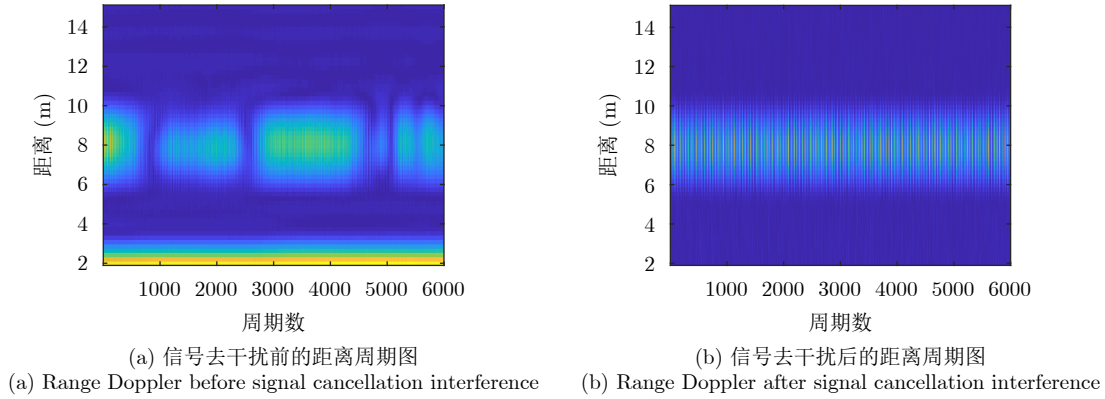 14
12
10
8
6
4
2
距离 (m)
1000 2000 3000 4000 5000 6000
周期数
(a) 信号去干扰前的距离周期图
(a) Range Doppler before signal cancellation interference
14
12
10
8
6
4
2
距离 (m)
1000 2000 3000 4000 5000 6000
周期数
(b) 信号去干扰后的距离周期图
(b) Range Doppler after signal cancellation interference